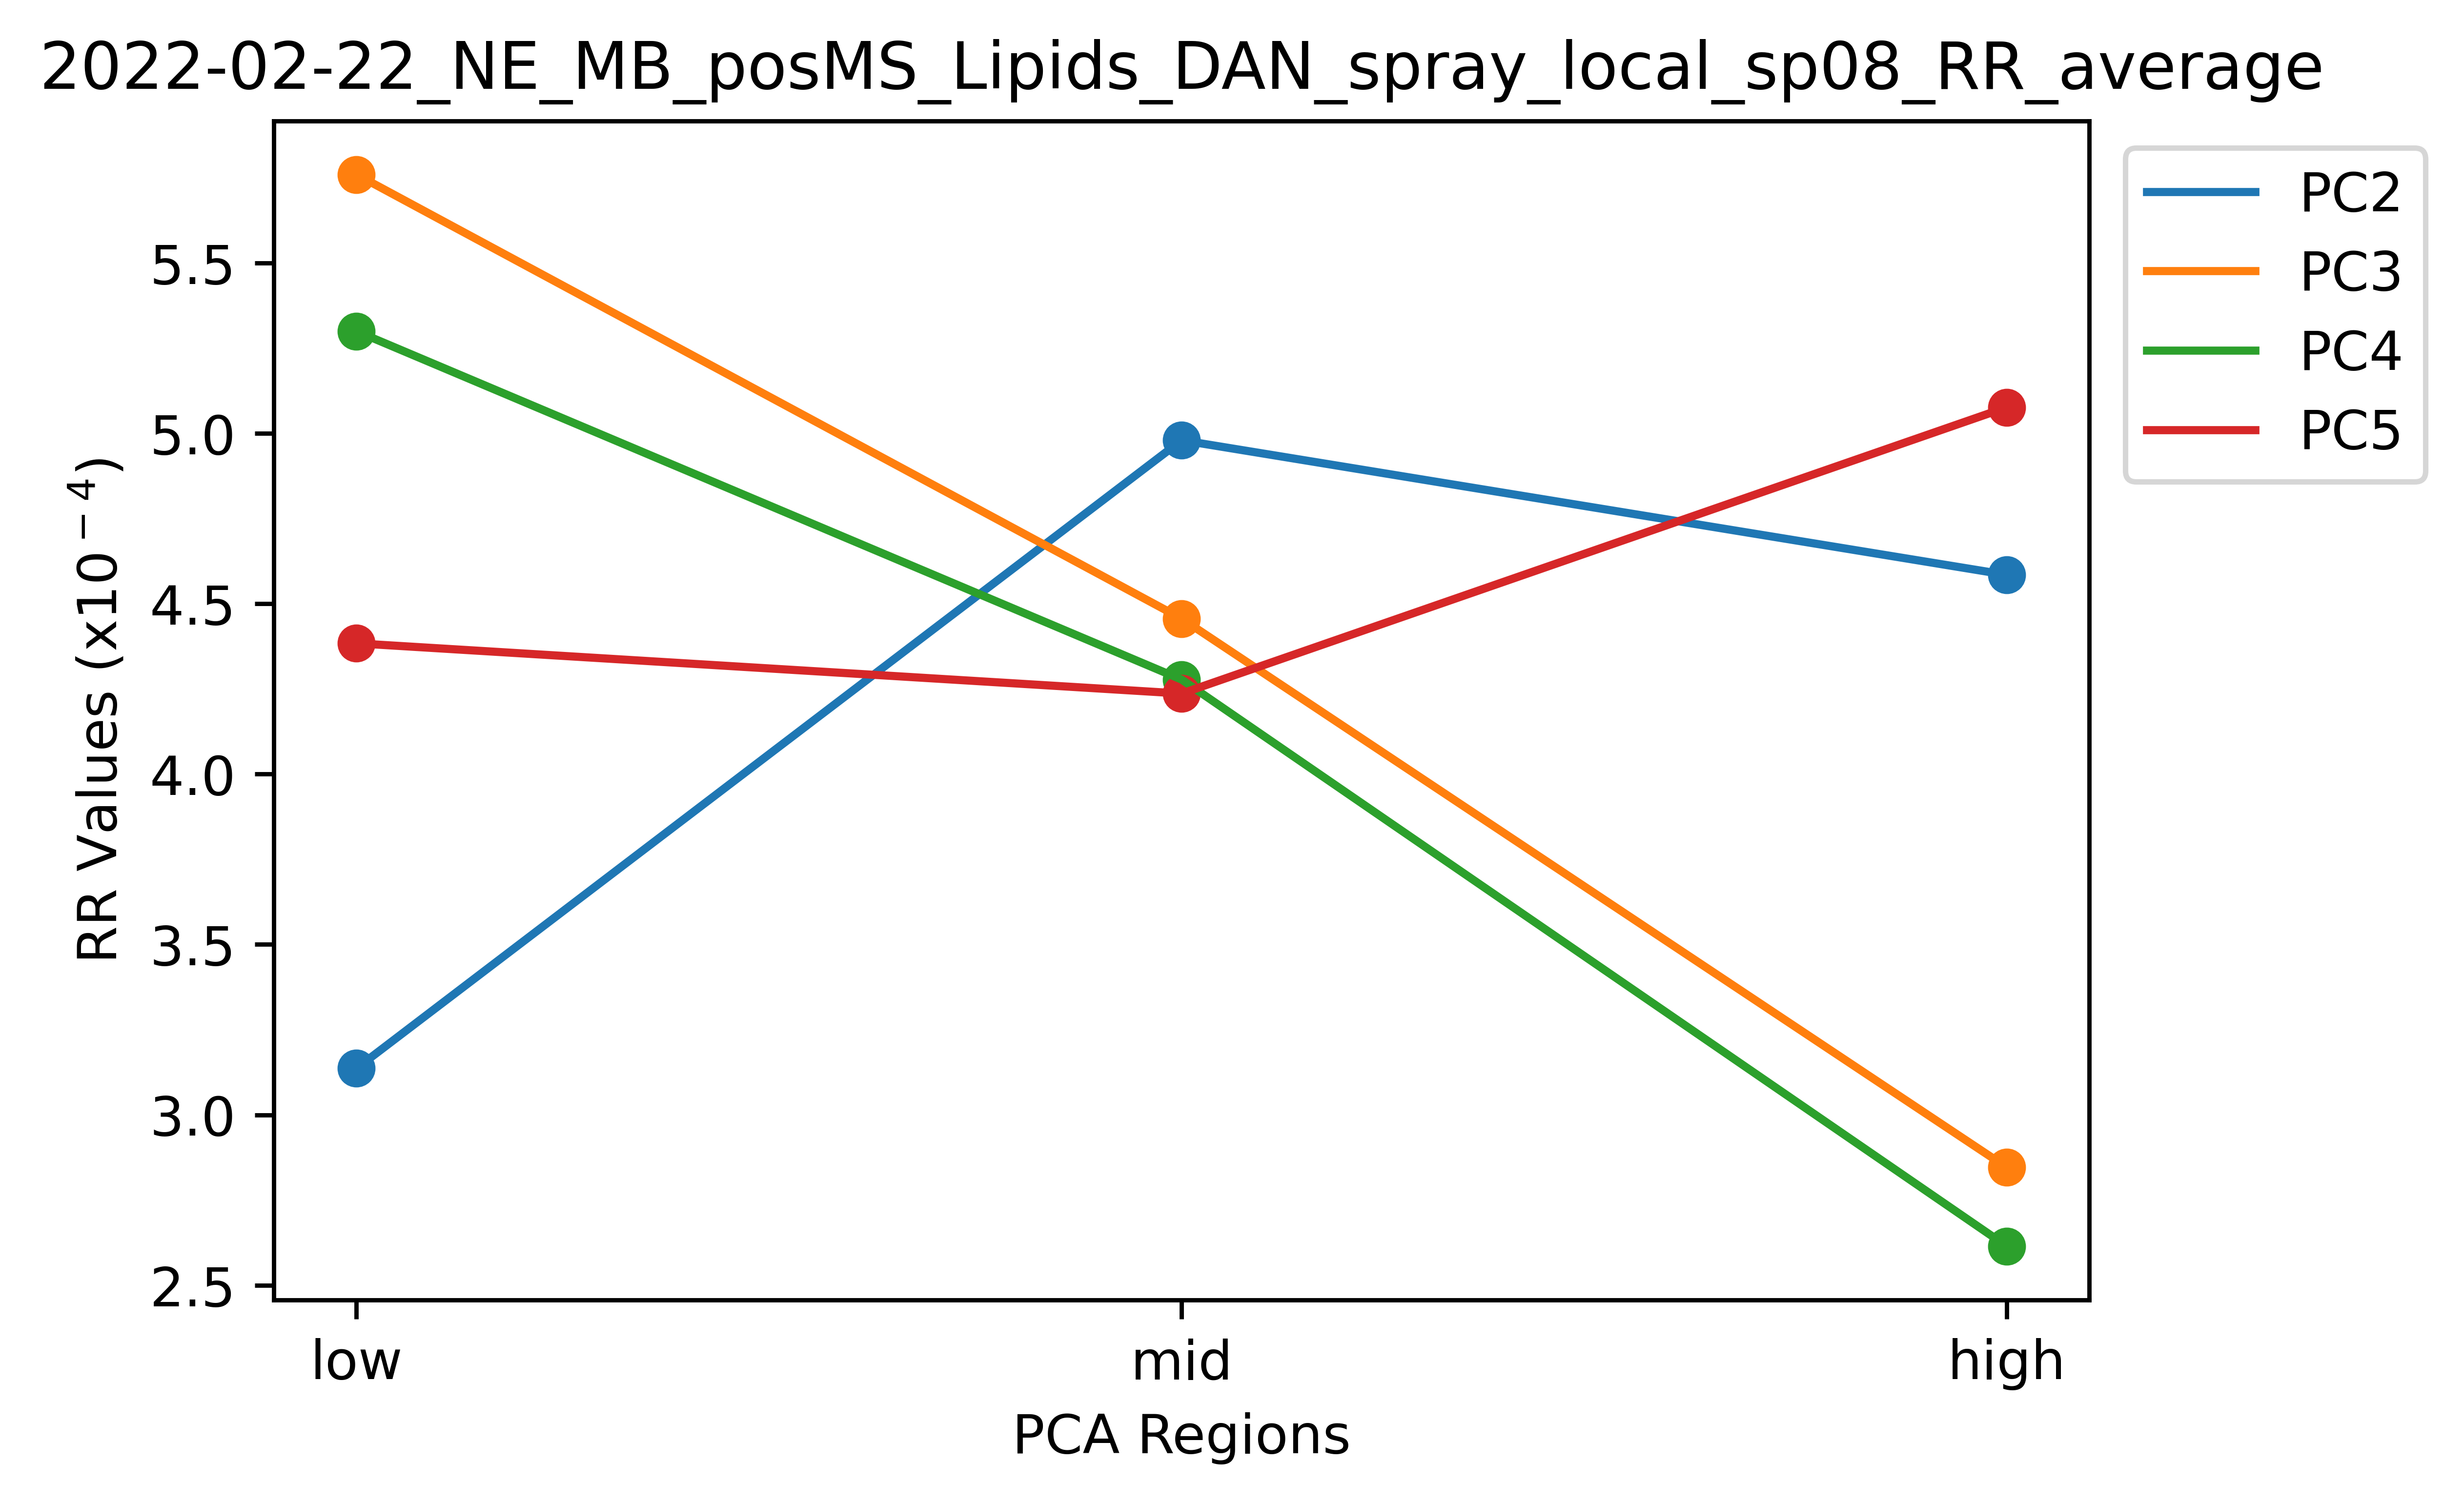 2022-02-22_NE_MB_posMS_Lipids_DAN_spray_local_sp08_RR_average
PC2
PC3
PC4
PC5
RR Values (x10⁻⁴)
5.5
5.0
4.5
4.0
3.5
3.0
2.5
low mid high
PCA Regions